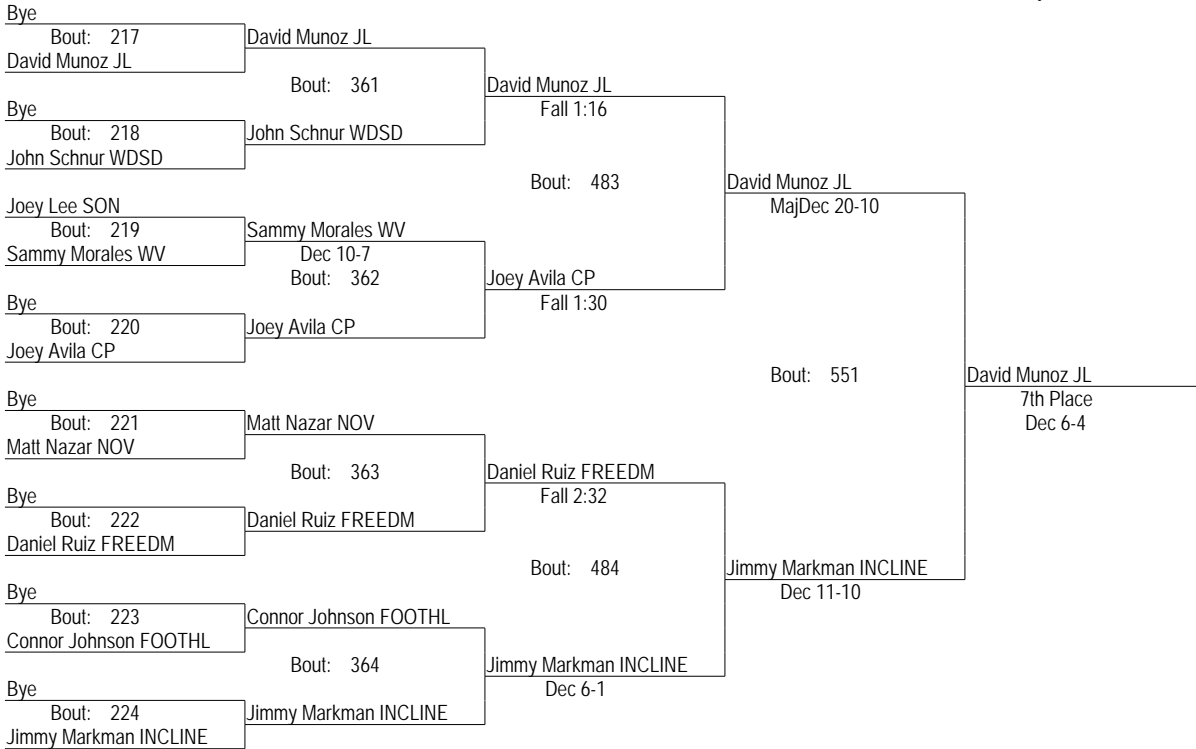 Bye
Bout: 217
David Munoz JL
David Munoz JL
Bout: 361
David Munoz JL
Fall 1:16
Bye
Bout: 218
John Schnur WDSD
John Schnur WDSD
Bout: 483
David Munoz JL
MajDec 20-10
Joey Lee SON
Bout: 219
Sammy Morales WV
Sammy Morales WV
Dec 10-7
Bout: 362
Joey Avila CP
Fall 1:30
Bye
Bout: 220
Joey Avila CP
Joey Avila CP
Bout: 551
David Munoz JL
7th Place
Dec 6-4
Bye
Bout: 221
Matt Nazar NOV
Matt Nazar NOV
Bout: 363
Daniel Ruiz FREEDM
Fall 2:32
Bye
Bout: 222
Daniel Ruiz FREEDM
Daniel Ruiz FREEDM
Bout: 484
Jimmy Markman INCLINE
Dec 11-10
Bye
Bout: 223
Connor Johnson FOOTHL
Connor Johnson FOOTHL
Bout: 364
Jimmy Markman INCLINE
Dec 6-1
Bye
Bout: 224
Jimmy Markman INCLINE
Jimmy Markman INCLINE